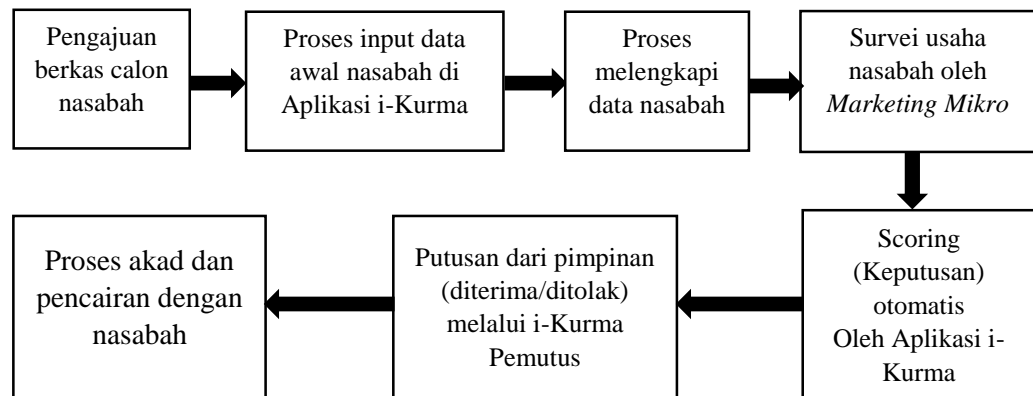 Pengajuan
berkas calon
nasabah
Proses input data
awal nasabah di
Aplikasi i-Kurma
Proses
melengkapi
data nasabah
Survei usaha
nasabah oleh
Marketing Mikro
Scoring
(Keputusan)
otomatis
Oleh Aplikasi i-
Kurma
Putusan dari pimpinan
(diterima/ditolak)
melalui i-Kurma
Pemutus
Proses akad dan
pencairan dengan
nasabah